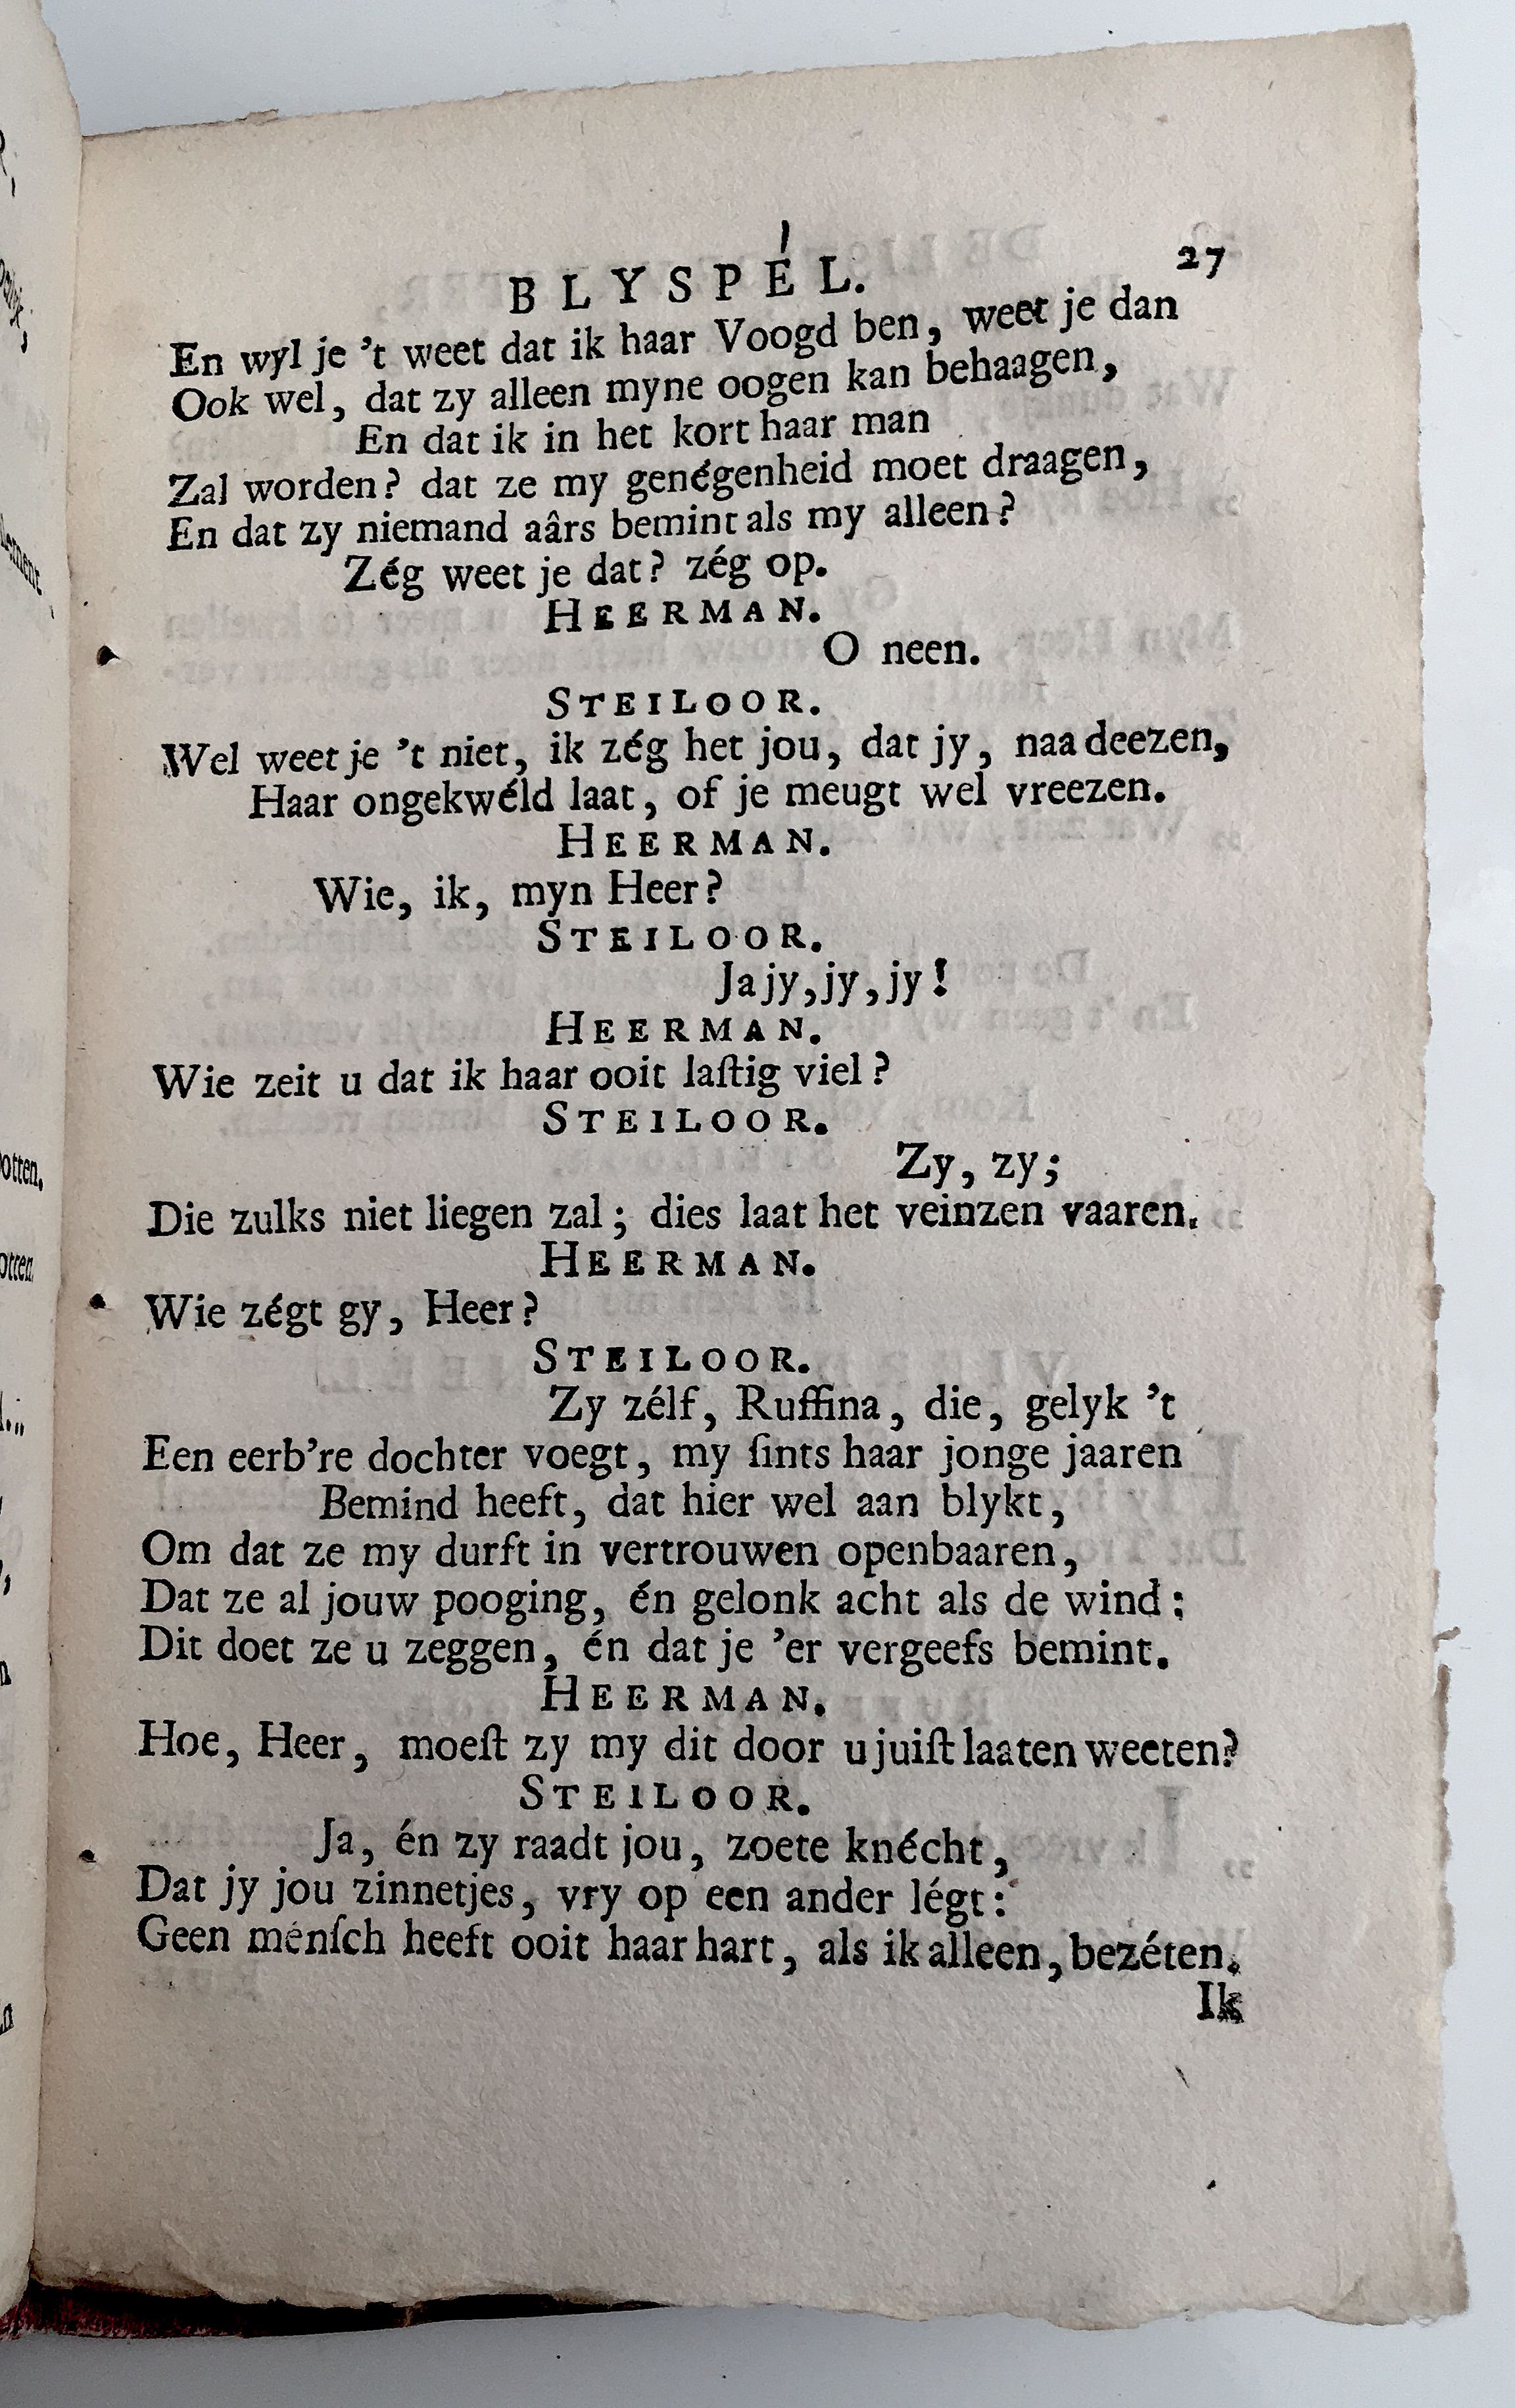 BLYSPÉL. 27
En wyl je 't weet dat ik haar Voogd ben, weet je dan
Ook wel, dat zy alleen myne oogen kan behaagen,
En dat ik in het kort haar man
Zal worden? dat ze my genégenheid moet draagen,
En dat zy niemand aârs bemint als my alleen?
Zég weet je dat? zég op.
HEERMAN.
O neen.
STEILOOR.
Wel weet je 't niet, ik zég het jou, dat jy, naa deezen,
Haar ongekwéld laat, of je meugt wel vreezen.
HEERMAN.
Wie, ik, myn Heer?
STEILOOR.
Ja jy, jy, jy!
HEERMAN.
Wie zeit u dat ik haar ooit laſtig viel?
STEILOOR.
Zy, zy;
Die zulks niet liegen zal; dies laat het veinzen vaaren.
HEERMAN.
Wie zégt gy, Heer?
STEILOOR.
Zy zélf, Ruffina, die, gelyk 't
Een eerb're dochter voegt, my ſints haar jonge jaaren
Bemind heeft, dat hier wel aan blykt,
Om dat ze my durft in vertrouwen openbaaren,
Dat ze al jouw pooging, én gelonk acht als de wind;
Dit doet ze u zeggen, én dat je 'er vergeefs bemint.
HEERMAN.
Hoe, Heer, moeſt zy my dit door u juiſt laaten weeten?
STEILOOR.
Ja, én zy raadt jou, zoete knécht,
Dat jy jou zinnetjes, vry op een ander légt:
Geen ménſch heeft ooit haar hart, als ik alleen, bezéten.
Ik